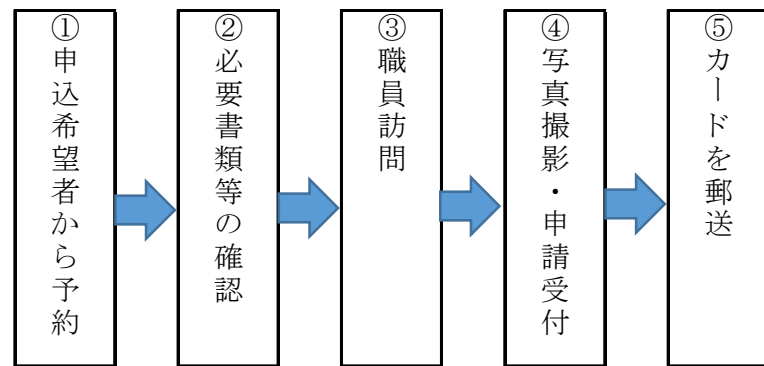 ①申込希望者から予約
②必要書類等の確認
③職員訪問
④写真撮影・申請受付
⑤カードを郵送